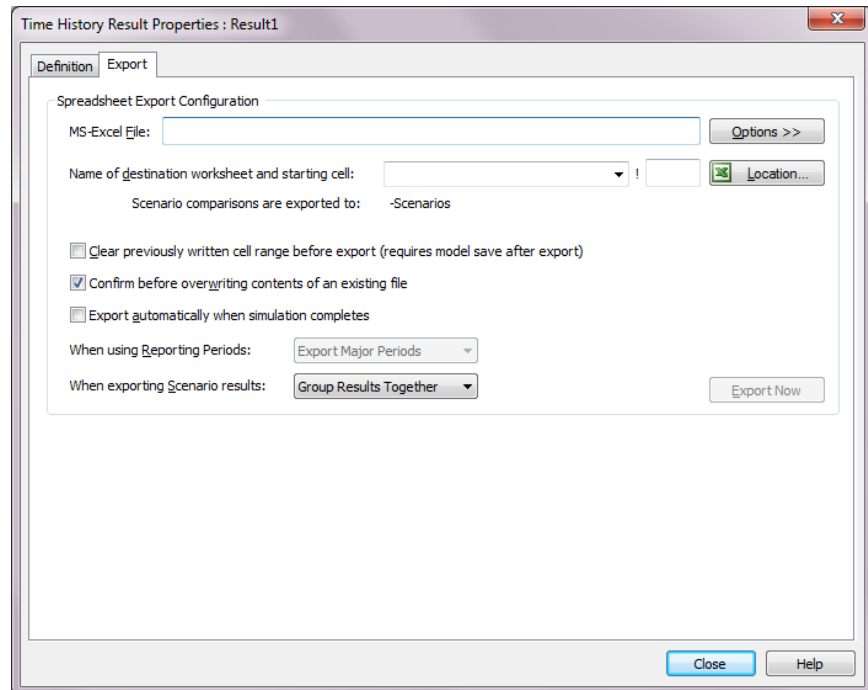 Time History Result Properties : Result1
Definition
Export
Spreadsheet Export Configuration
MS-Excel File:
Options >>
Name of destination worksheet and starting cell:
!
Location...
Scenario comparisons are exported to:
-Scenarios
Clear previously written cell range before export (requires model save after export)
Confirm before overwriting contents of an existing file
Export automatically when simulation completes
When using Reporting Periods:
Export Major Periods
When exporting Scenario results:
Group Results Together
Export Now
Close
Help